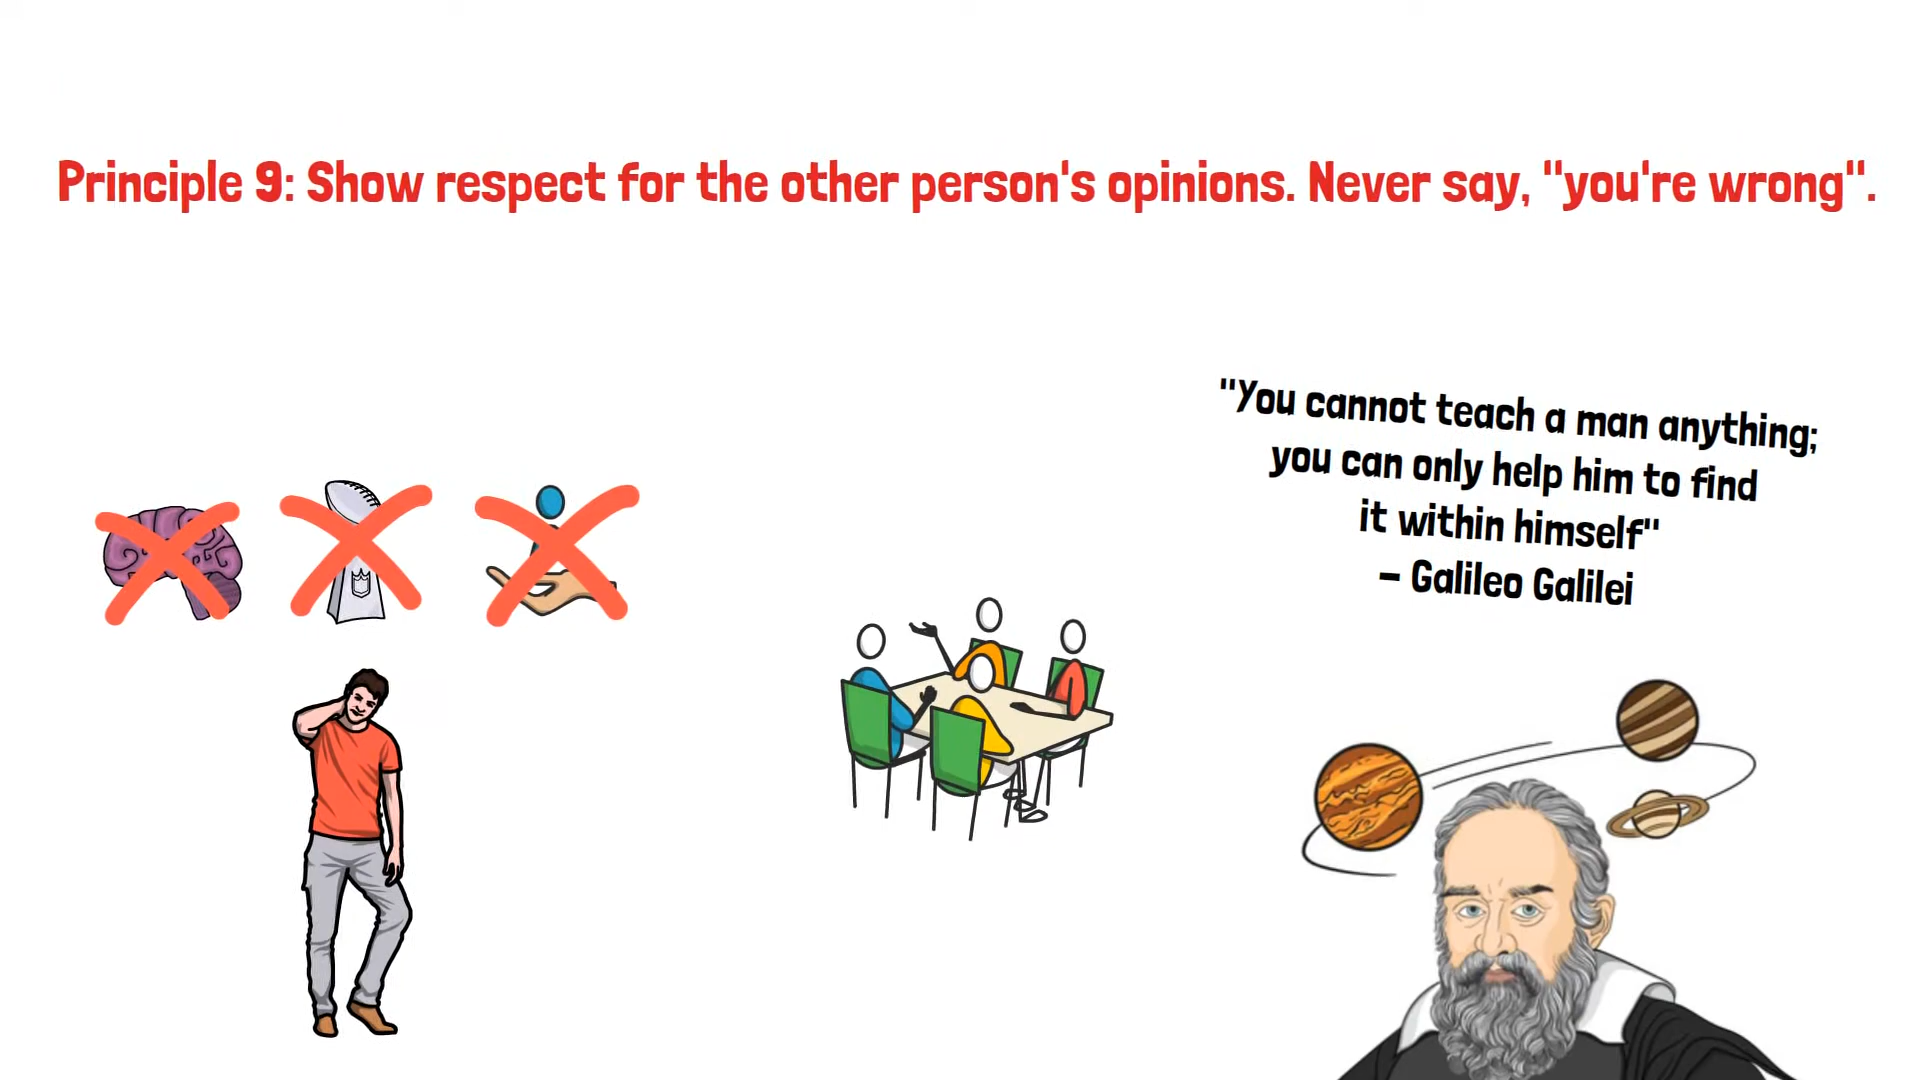 Principle 9: Show respect for the other person's opinions. Never say, "you're wrong".
"You cannot teach a man anything;
you can only help him to find
it within himself"
– Galileo Galilei